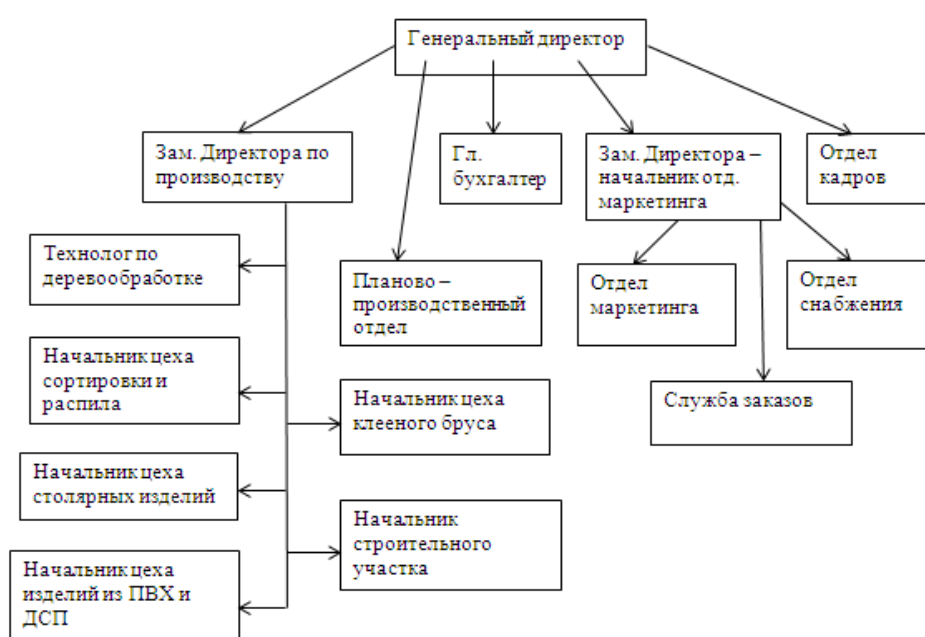 Генеральный директор
Зам. Директора по
производству
Гл.
бухгалтер
Зам. Директора –
начальник отд.
маркетинга
Отдел
кадров
Технолог по
деревообработке
Планово –
производственный
отдел
Отдел
маркетинга
Отдел
снабжения
Начальник цеха
сортировки и
распила
Начальник цеха
клееного бруса
Служба заказов
Начальник цеха
столярных изделий
Начальник
строительного
участка
Начальник цеха
изделий из ПВХ и
ДСП